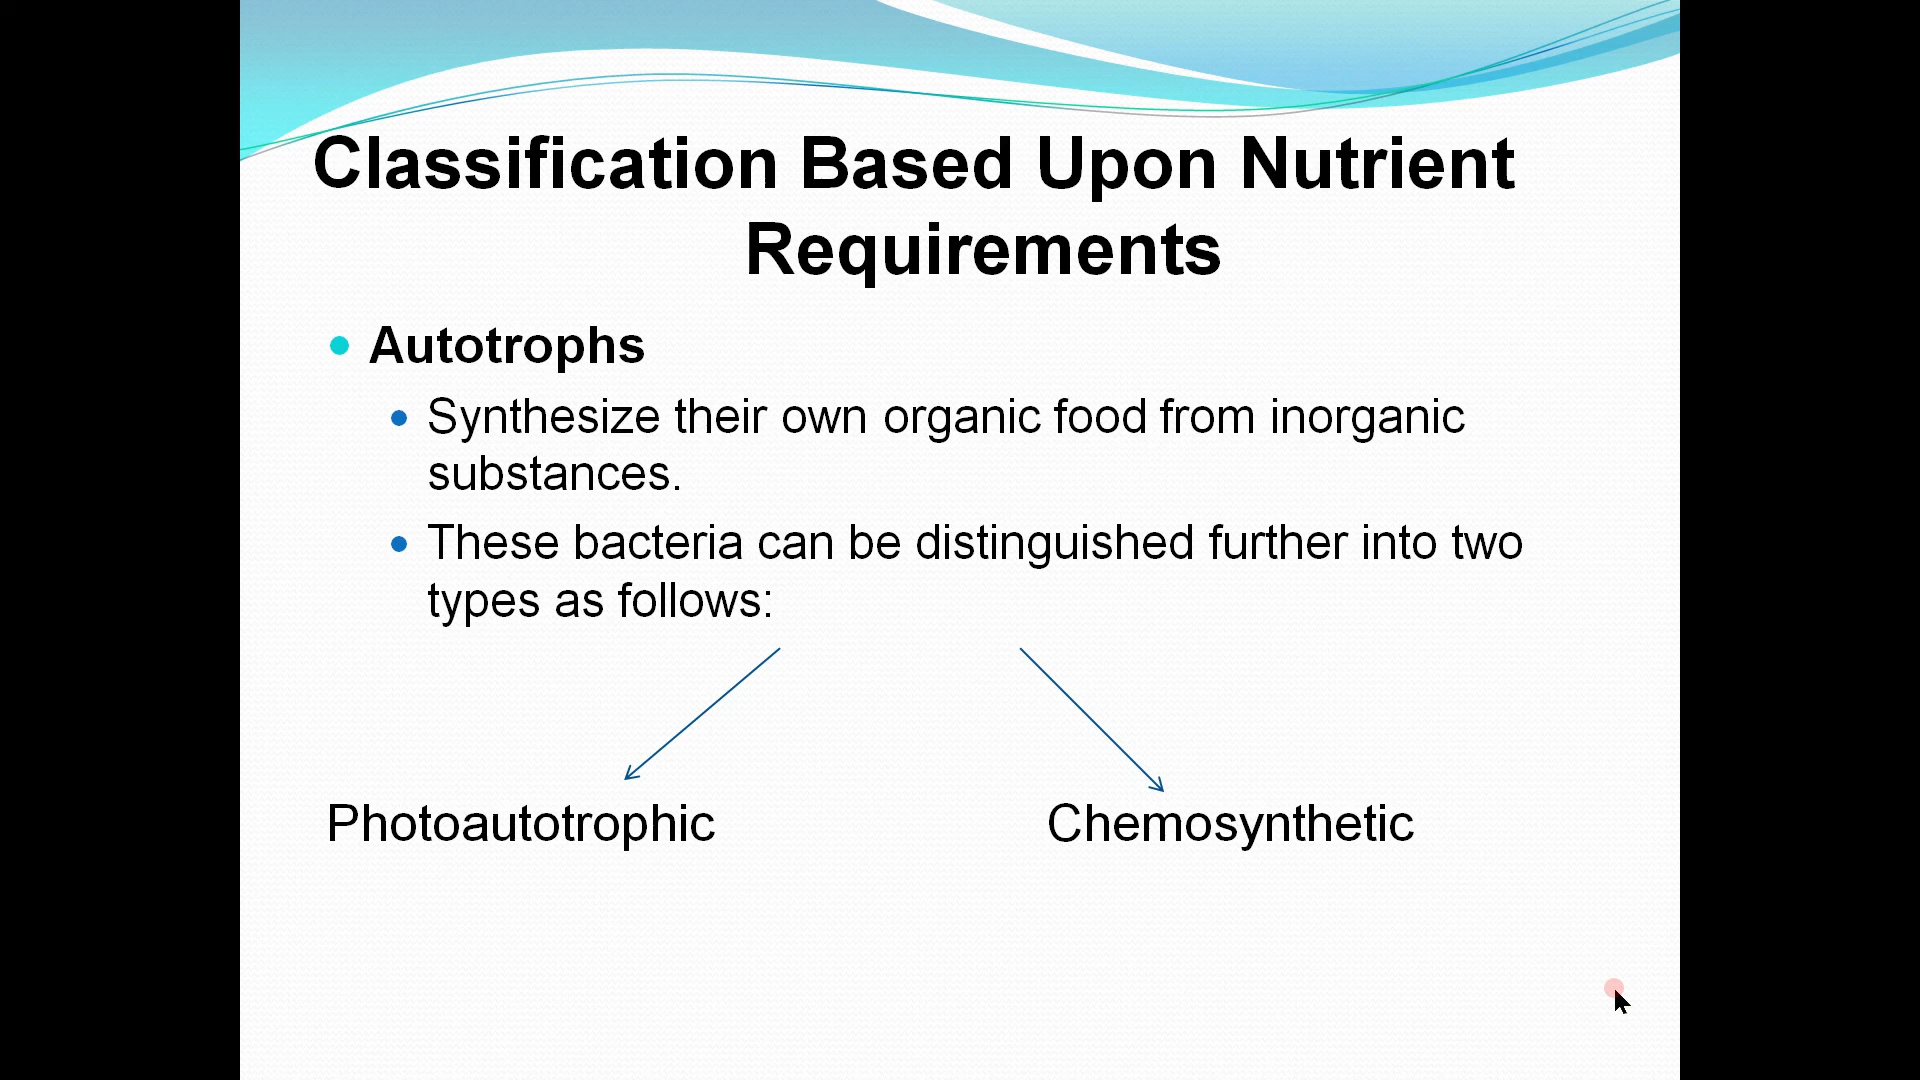 Classification Based Upon Nutrient
Requirements
Autotrophs
Synthesize their own organic food from inorganic
substances.
These bacteria can be distinguished further into two
types as follows:
Photoautotrophic
Chemosynthetic